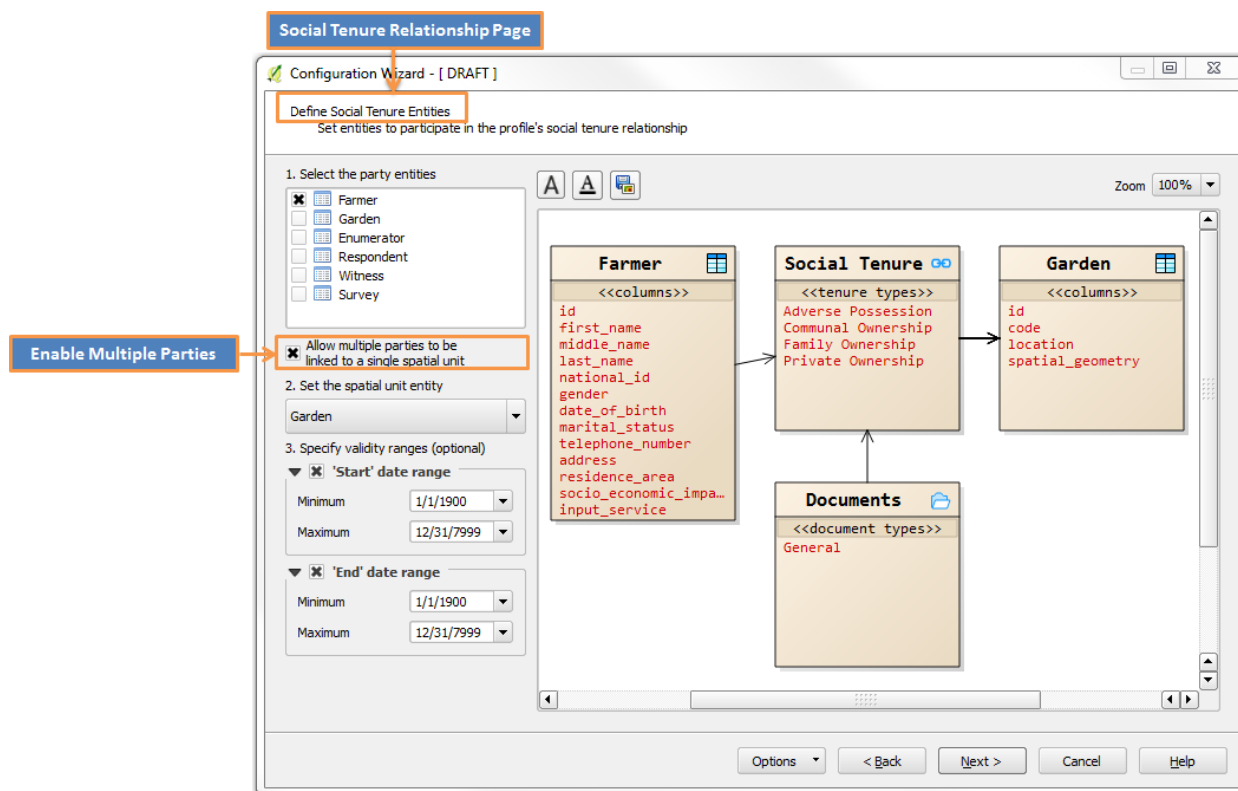 Social Tenure Relationship Page
Configuration Wizard - [ DRAFT ]
Define Social Tenure Entities
Set entities to participate in the profile's social tenure relationship
1. Select the party entities
Farmer
Garden
Enumerator
Respondent
Witness
Survey
Enable Multiple Parties
Allow multiple parties to be
linked to a single spatial unit
2. Set the spatial unit entity
Garden
3. Specify validity ranges (optional)
'Start' date range
Minimum 1/1/1900
Maximum 12/31/7999
'End' date range
Minimum 1/1/1900
Maximum 12/31/7999
A A
Zoom 100%
Farmer
<<columns>>
id
first_name
middle_name
last_name
national_id
gender
date_of_birth
marital_status
telephone_number
address
residence_area
socio_economic_impa...
input_service
Social Tenure
<<tenure types>>
Adverse Possession
Communal Ownership
Family Ownership
Private Ownership
Garden
<<columns>>
id
code
location
spatial_geometry
Documents
<<document types>>
General
Options < Back Next > Cancel Help